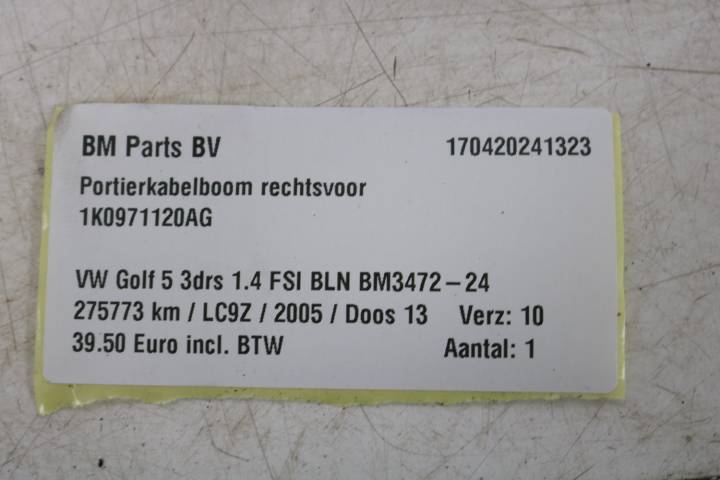 BM Parts BV 170420241323
Portierkabelboom rechtsvoor
1K0971120AG
VW Golf 5 3drs 1.4 FSI BLN BM3472-24
275773 km / LC9Z / 2005 / Doos 13 Verz: 10
39.50 Euro incl. BTW Aantal: 1